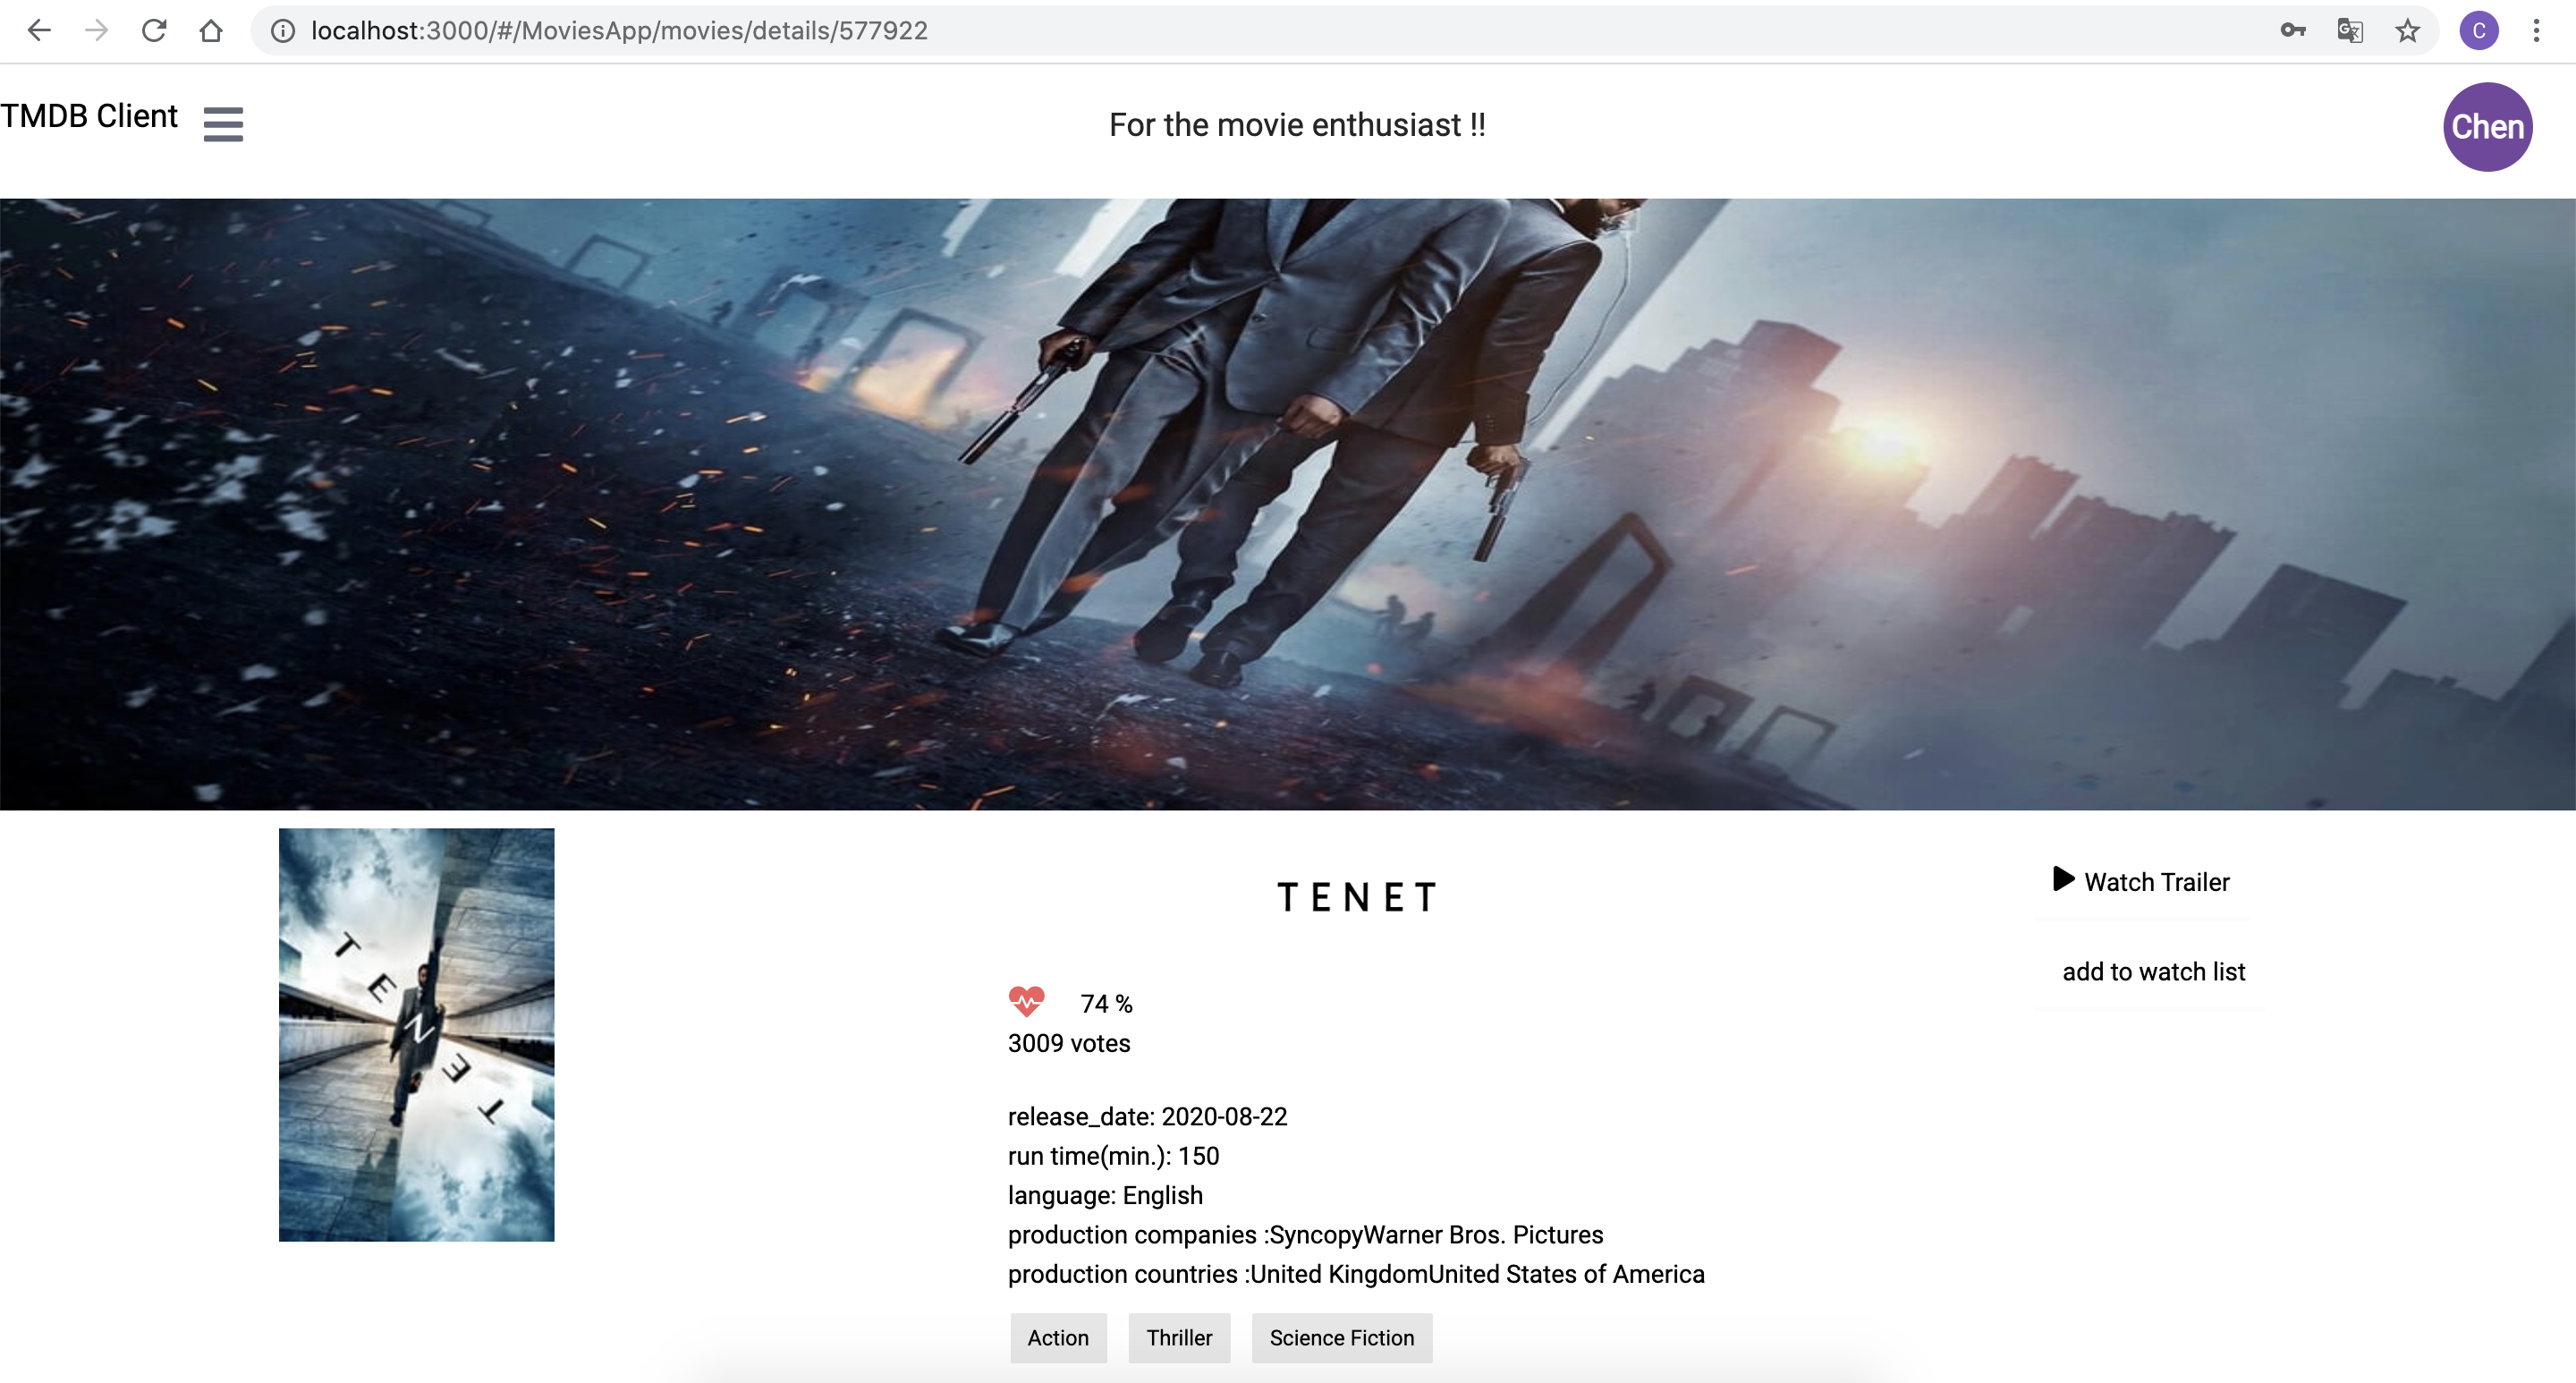 localhost:3000/#/MoviesApp/movies/details/577922
C
TMDB Client
For the movie enthusiast !!
Chen
T E N E T
TENET
Watch Trailer
add to watch list
74 %
3009 votes
release_date: 2020-08-22
run time(min.): 150
language: English
production companies :SyncopyWarner Bros. Pictures
production countries :United KingdomUnited States of America
Action
Thriller
Science Fiction